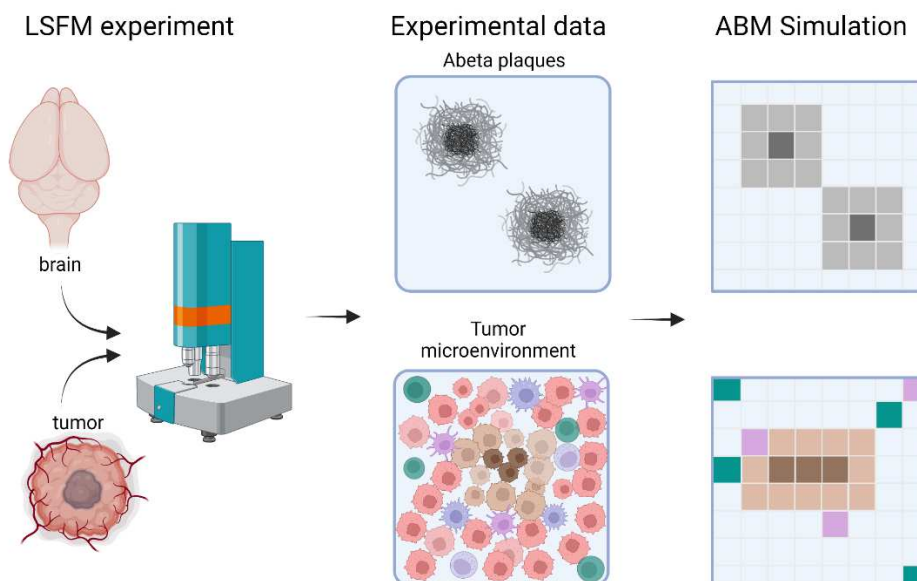 LSFM experiment
Experimental data
ABM Simulation
Abeta plaques
brain
Tumor
microenvironment
tumor